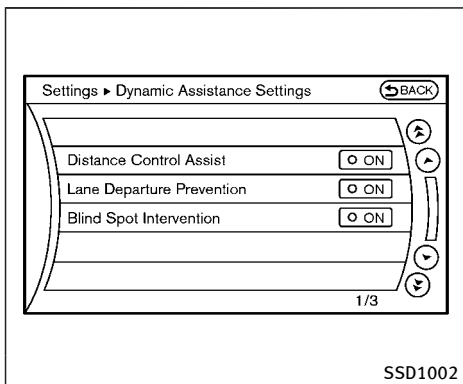 Settings ▸ Dynamic Assistance Settings BACK
Distance Control Assist ON
Lane Departure Prevention ON
Blind Spot Intervention ON
1/3
SSD1002